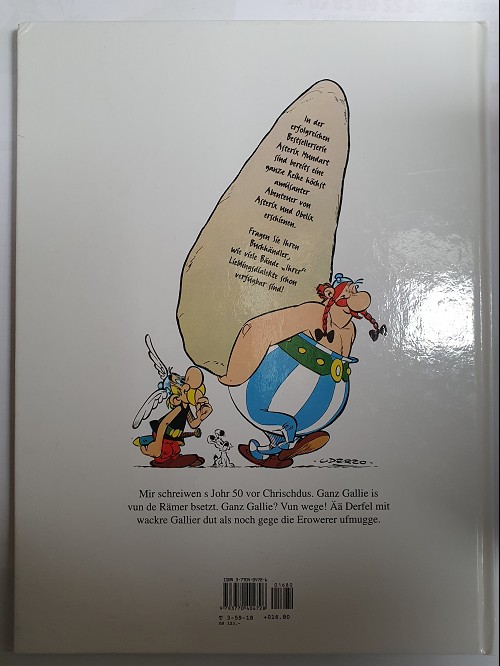 In der
erfolgreichen
Bestsellerserie
Asterix Mundart
sind bereits eine
ganze Reihe höchst
amüsanter
Abenteuer von
Asterix und Obelix
erschienen.
Fragen Sie Ihren
Buchhändler,
wie viele Bände „Ihrer“
Lieblingsdialekte schon
verfügbar sind!
UDERZO.
Mir schreiwen s Johr 50 vor Chrischdus. Ganz Gallie is
vun de Rämer bsetzt. Ganz Gallie? Vun wege! Ää Derfel mit
wackre Gallier dut als noch gege die Erowerer ufmugge.
01680